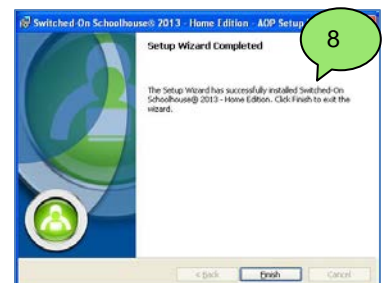 Switched-On Schoolhouse® 2013 - Home Edition - AOP Setup
8
Setup Wizard Completed
The Setup Wizard has successfully installed Switched-On
Schoolhouse® 2013 - Home Edition. Click Finish to exit the
wizard.
< Back
Finish
Cancel